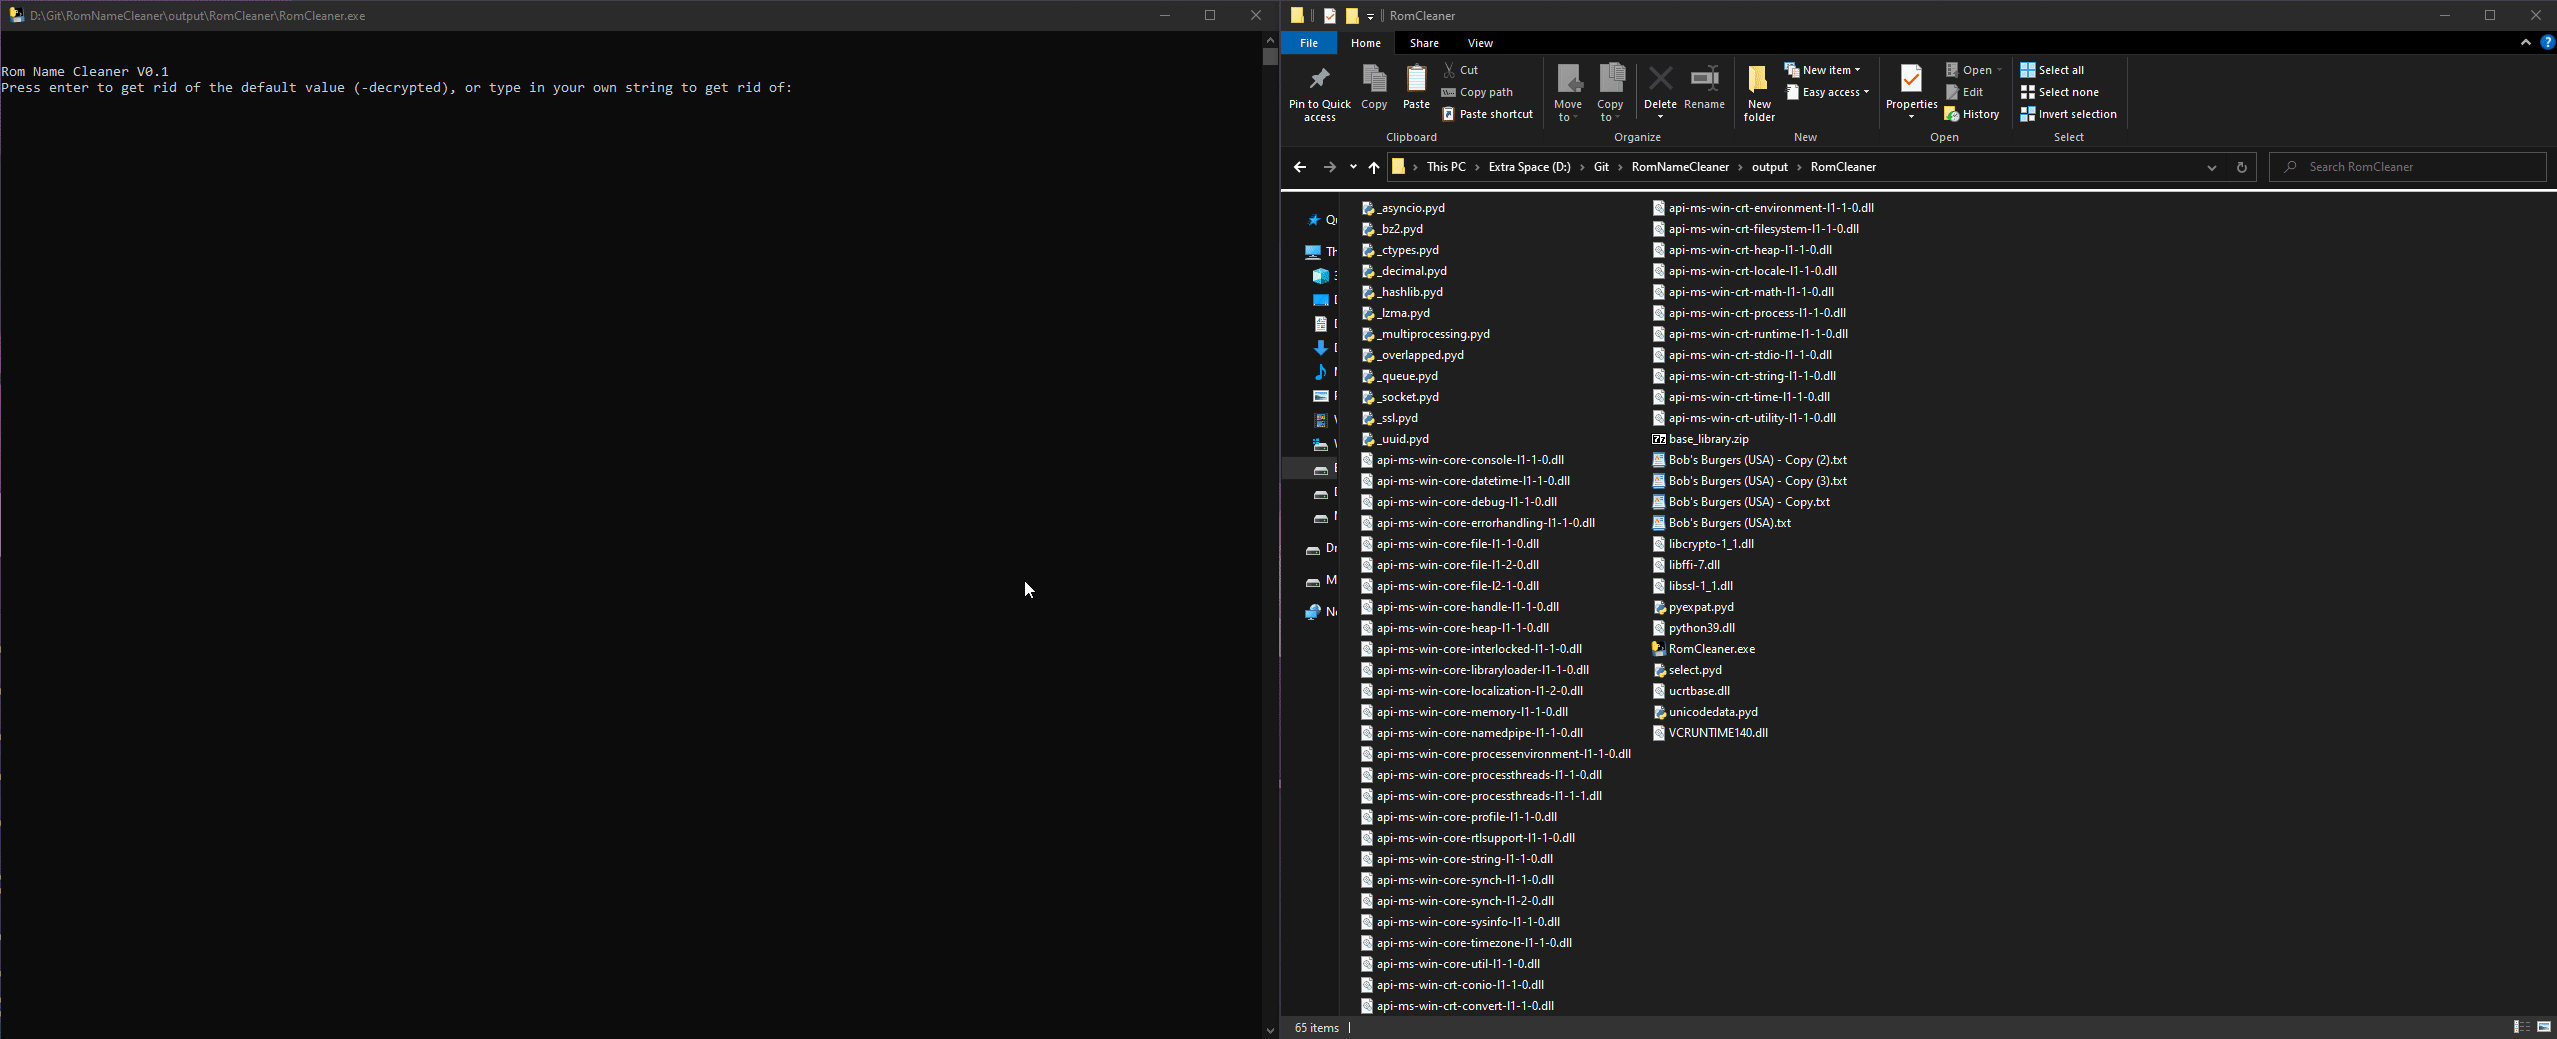 D:\Git\RomNameCleaner\output\RomCleaner\RomCleaner.exe
Rom Name Cleaner V0.1
Press enter to get rid of the default value (-decrypted), or type in your own string to get rid of:
RomCleaner
File Home Share View
Pin to Quick access
Copy
Paste
Cut
Copy path
Paste shortcut
Clipboard
Move to
Copy to
Delete
Rename
Organize
New folder
New item
Easy access
New
Properties
Open
Edit
History
Open
Select all
Select none
Invert selection
Select
This PC > Extra Space (D:) > Git > RomNameCleaner > output > RomCleaner
Search RomCleaner
_asyncio.pyd
_bz2.pyd
_ctypes.pyd
_decimal.pyd
_hashlib.pyd
_lzma.pyd
_multiprocessing.pyd
_overlapped.pyd
_queue.pyd
_socket.pyd
_ssl.pyd
_uuid.pyd
api-ms-win-core-console-l1-1-0.dll
api-ms-win-core-datetime-l1-1-0.dll
api-ms-win-core-debug-l1-1-0.dll
api-ms-win-core-errorhandling-l1-1-0.dll
api-ms-win-core-file-l1-1-0.dll
api-ms-win-core-file-l1-2-0.dll
api-ms-win-core-file-l2-1-0.dll
api-ms-win-core-handle-l1-1-0.dll
api-ms-win-core-heap-l1-1-0.dll
api-ms-win-core-interlocked-l1-1-0.dll
api-ms-win-core-libraryloader-l1-1-0.dll
api-ms-win-core-localization-l1-2-0.dll
api-ms-win-core-memory-l1-1-0.dll
api-ms-win-core-namedpipe-l1-1-0.dll
api-ms-win-core-processenvironment-l1-1-0.dll
api-ms-win-core-processthreads-l1-1-0.dll
api-ms-win-core-processthreads-l1-1-1.dll
api-ms-win-core-profile-l1-1-0.dll
api-ms-win-core-rtlsupport-l1-1-0.dll
api-ms-win-core-string-l1-1-0.dll
api-ms-win-core-synch-l1-1-0.dll
api-ms-win-core-synch-l1-2-0.dll
api-ms-win-core-sysinfo-l1-1-0.dll
api-ms-win-core-timezone-l1-1-0.dll
api-ms-win-core-util-l1-1-0.dll
api-ms-win-crt-conio-l1-1-0.dll
api-ms-win-crt-convert-l1-1-0.dll
api-ms-win-crt-environment-l1-1-0.dll
api-ms-win-crt-filesystem-l1-1-0.dll
api-ms-win-crt-heap-l1-1-0.dll
api-ms-win-crt-locale-l1-1-0.dll
api-ms-win-crt-math-l1-1-0.dll
api-ms-win-crt-process-l1-1-0.dll
api-ms-win-crt-runtime-l1-1-0.dll
api-ms-win-crt-stdio-l1-1-0.dll
api-ms-win-crt-string-l1-1-0.dll
api-ms-win-crt-time-l1-1-0.dll
api-ms-win-crt-utility-l1-1-0.dll
base_library.zip
Bob's Burgers (USA) - Copy (2).txt
Bob's Burgers (USA) - Copy (3).txt
Bob's Burgers (USA) - Copy.txt
Bob's Burgers (USA).txt
libcrypto-1_1.dll
libffi-7.dll
libssl-1_1.dll
pyexpat.pyd
python39.dll
RomCleaner.exe
select.pyd
ucrtbase.dll
unicodedata.pyd
VCRUNTIME140.dll
65 items